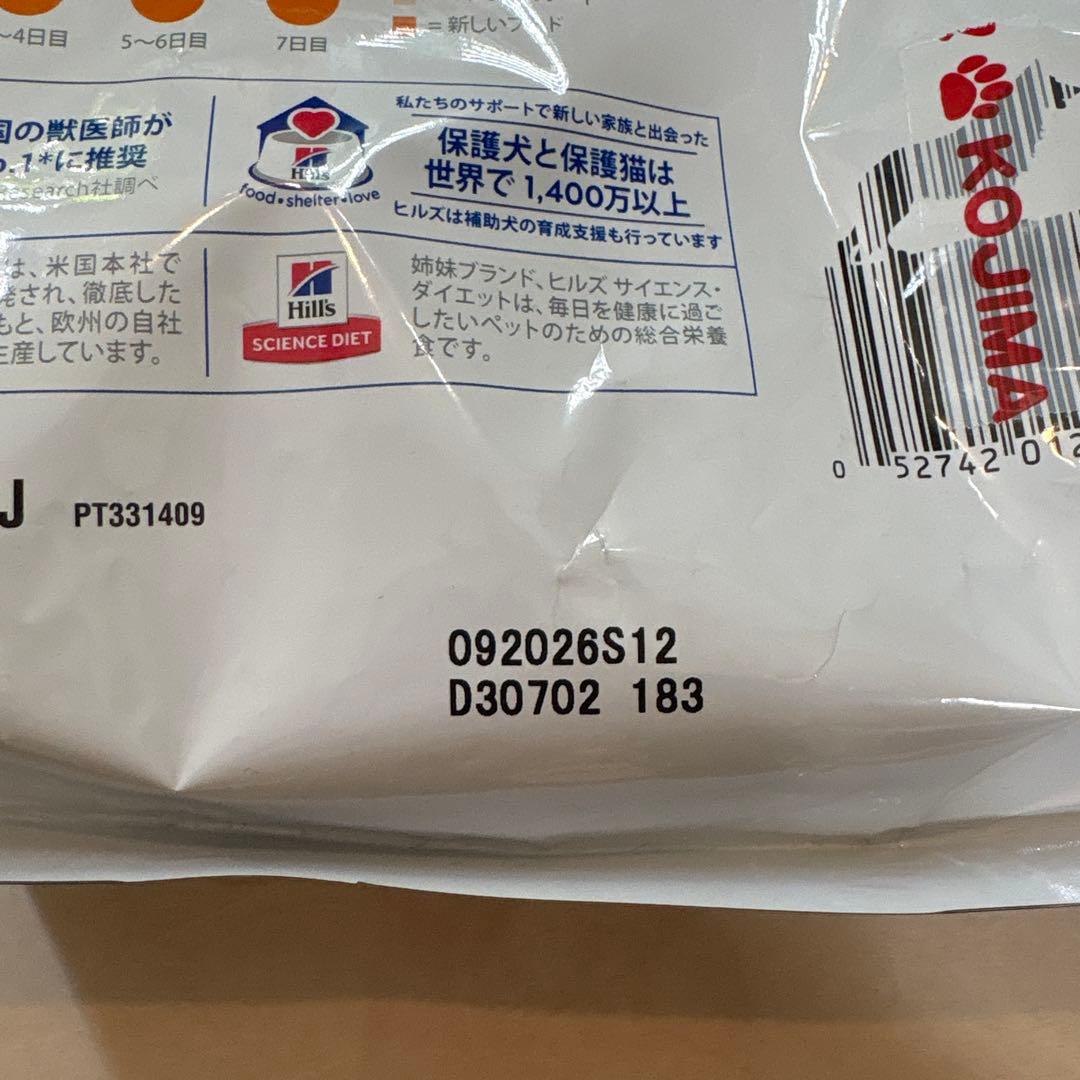 ~4日目
5～6日目
7日目
= 新しいフード
国の獣医師が
o.1*に推奨
Research社調べ
Hill's
food・shelter・love
私たちのサポートで新しい家族と出会った
保護犬と保護猫は
世界で1,400万以上
ヒルズは補助犬の育成支援も行っています
は、米国本社で
発され、徹底した
もと、欧州の自社
生産しています。
Hill's
SCIENCE DIET
姉妹ブランド、ヒルズ サイエンス・
ダイエットは、毎日を健康に過ご
したいペットのための総合栄養
食です。
KOJIMA
0 52742 012
J PT331409
092026S12
D30702 183